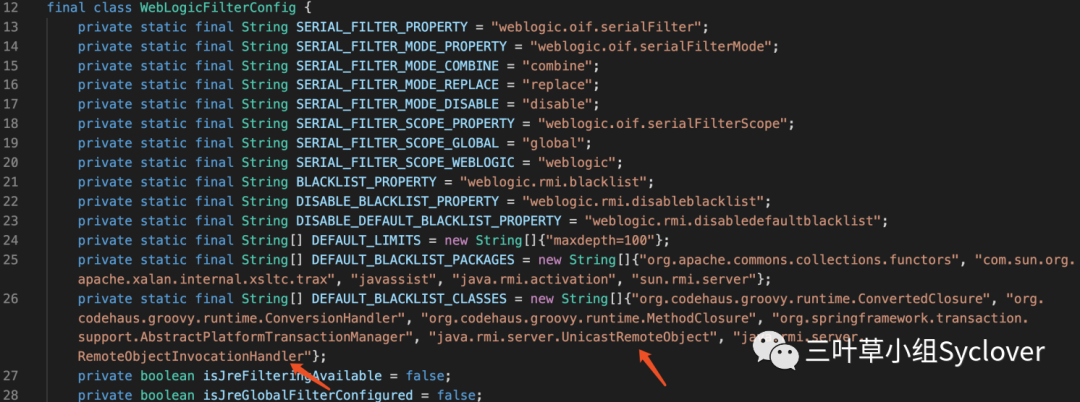 12 final class WebLogicFilterConfig {
13 private static final String SERIAL_FILTER_PROPERTY = "weblogic.oif.serialFilter";
14 private static final String SERIAL_FILTER_MODE_PROPERTY = "weblogic.oif.serialFilterMode";
15 private static final String SERIAL_FILTER_MODE_COMBINE = "combine";
16 private static final String SERIAL_FILTER_MODE_REPLACE = "replace";
17 private static final String SERIAL_FILTER_MODE_DISABLE = "disable";
18 private static final String SERIAL_FILTER_SCOPE_PROPERTY = "weblogic.oif.serialFilterScope";
19 private static final String SERIAL_FILTER_SCOPE_GLOBAL = "global";
20 private static final String SERIAL_FILTER_SCOPE_WEBLOGIC = "weblogic";
21 private static final String BLACKLIST_PROPERTY = "weblogic.rmi.blacklist";
22 private static final String DISABLE_BLACKLIST_PROPERTY = "weblogic.rmi.disableblacklist";
23 private static final String DISABLE_DEFAULT_BLACKLIST_PROPERTY = "weblogic.rmi.disabledefaultblacklist";
24 private static final String[] DEFAULT_LIMITS = new String[]{"maxdepth=100"};
25 private static final String[] DEFAULT_BLACKLIST_PACKAGES = new String[]{"org.apache.commons.collections.functors", "com.sun.org.
apache.xalan.internal.xsltc.trax", "javassist", "java.rmi.activation", "sun.rmi.server"};
26 private static final String[] DEFAULT_BLACKLIST_CLASSES = new String[]{"org.codehaus.groovy.runtime.ConvertedClosure", "org.
codehaus.groovy.runtime.ConversionHandler", "org.codehaus.groovy.runtime.MethodClosure", "org.springframework.transaction.
support.AbstractPlatformTransactionManager", "java.rmi.server.UnicastRemoteObject", "java.rmi.server.
RemoteObjectInvocationHandler"};
三叶草小组Syclover
27 private boolean isJreFilteringAvailable = false;
28 private boolean isJreGlobalFilterConfigured = false;